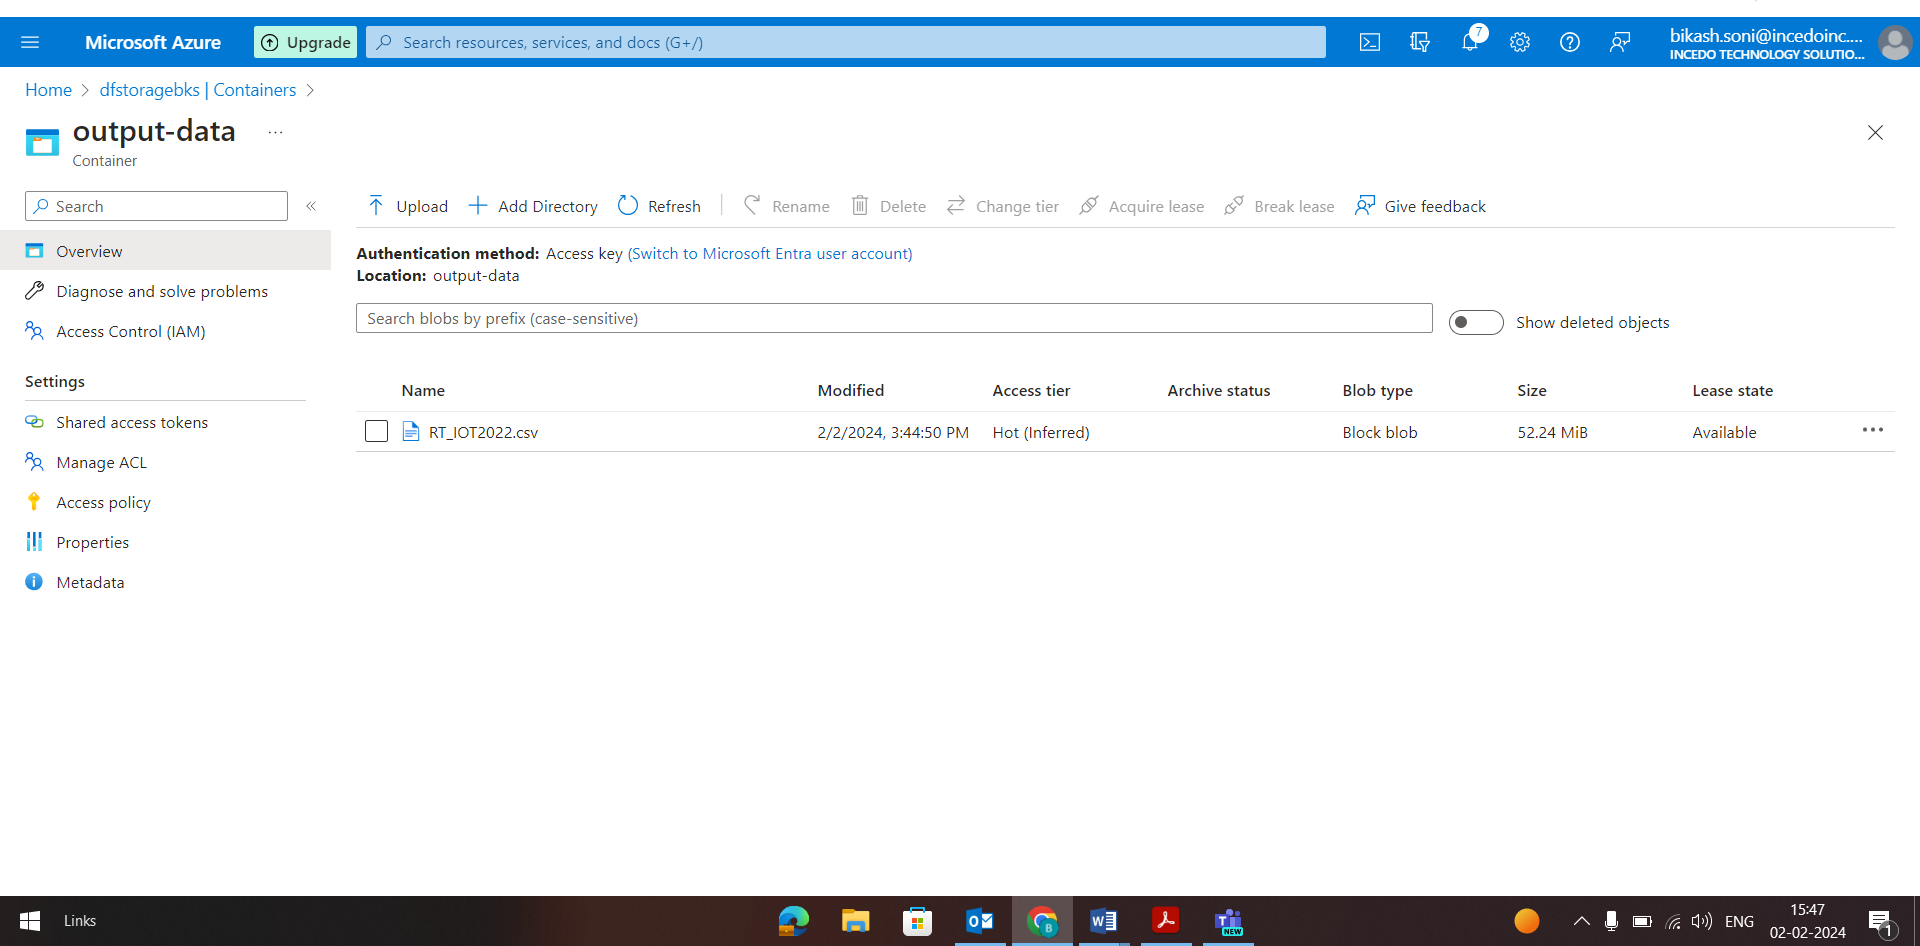 Microsoft Azure
Upgrade
Search resources, services, and docs (G+/)
7
bikash.soni@incedoinc....
INCEDO TECHNOLOGY SOLUTIO...
Home > dfstoragebks | Containers >
output-data ...
Container
Search «
Upload Add Directory Refresh Rename Delete Change tier Acquire lease Break lease Give feedback
Overview
Diagnose and solve problems
Access Control (IAM)
Settings
Shared access tokens
Manage ACL
Access policy
Properties
Metadata
Authentication method: Access key (Switch to Microsoft Entra user account)
Location: output-data
Search blobs by prefix (case-sensitive)
Show deleted objects
Name Modified Access tier Archive status Blob type Size Lease state
RT_IOT2022.csv 2/2/2024, 3:44:50 PM Hot (Inferred) Block blob 52.24 MiB Available ...
Links
B
NEW
ENG
15:47
02-02-2024
1